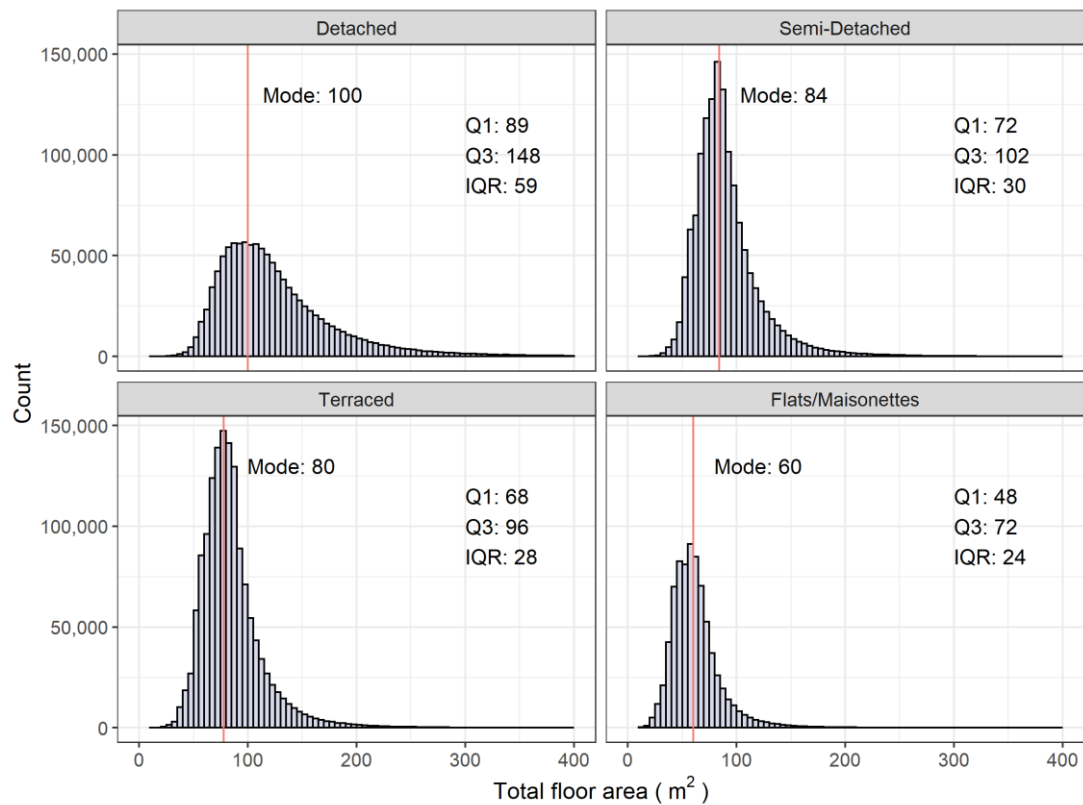 Detached
Semi-Detached
150,000
100,000
50,000
0
Mode: 100
Q1: 89
Q3: 148
IQR: 59
Mode: 84
Q1: 72
Q3: 102
IQR: 30
Count
Terraced
Flats/Maisonettes
150,000
100,000
50,000
0
Mode: 80
Q1: 68
Q3: 96
IQR: 28
Mode: 60
Q1: 48
Q3: 72
IQR: 24
0 100 200 300 400
0 100 200 300 400
Total floor area ( m² )